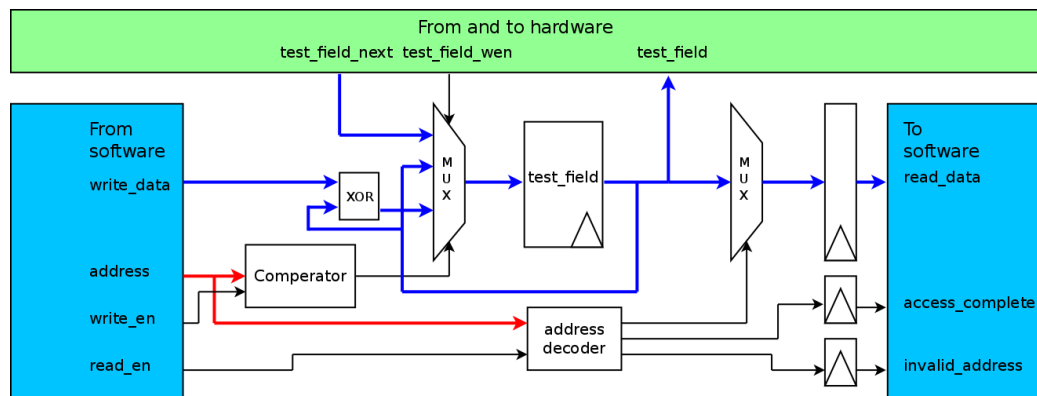 From and to hardware
test_field_next
test_field_wen
test_field
From
software
To
software
write_data
XOR
M
U
X
test_field
M
U
X
read_data
address
Comperator
write_en
address
decoder
access_complete
read_en
invalid_address